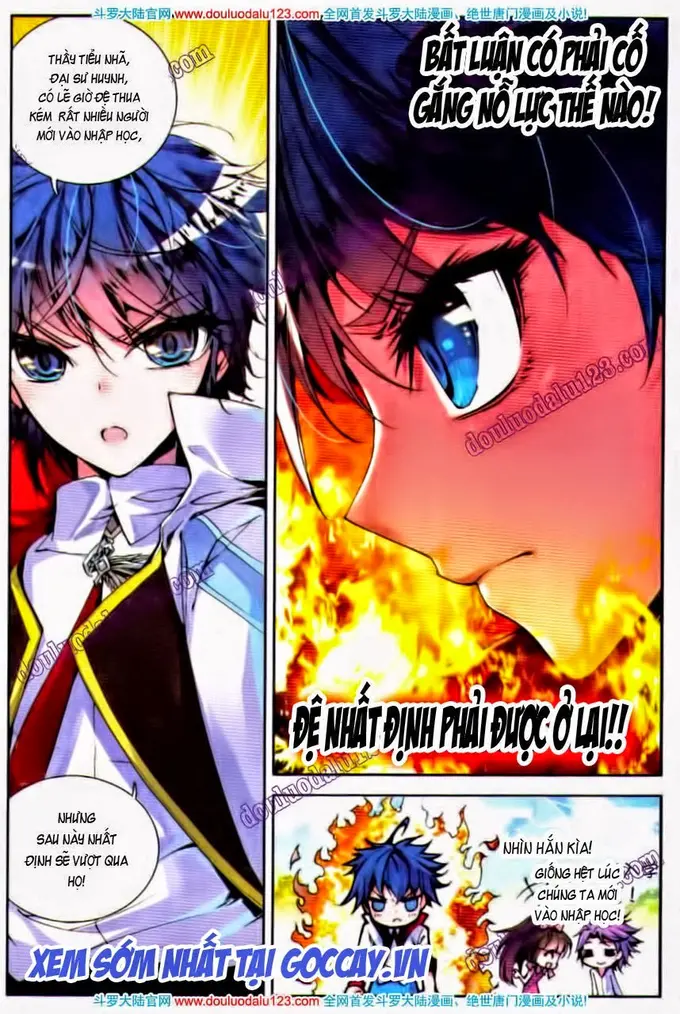 斗罗大陆官网 www.douluodalu123.com 全网首发斗罗大陆漫画、绝世唐门漫画及小说!
THẦY TIỂU NHÃ,
ĐẠI SƯ HUYNH,
CÓ LẼ GIỜ ĐỆ THUA
KÉM RẤT NHIỀU NGƯỜI
MỚI VÀO NHẬP HỌC,
BẤT LUẬN CÓ PHẢI CỐ
GẮNG NỖ LỰC THẾ NÀO!
douluodalu123.com
ĐỆ NHẤT ĐỊNH PHẢI ĐƯỢC Ở LẠI!!
NHƯNG
SAU NÀY NHẤT
ĐỊNH SẼ VƯỢT QUA
HỌ!
NHÌN HẮN KÌA!
GIỐNG HỆT LÚC
CHÚNG TA MỚI
VÀO NHẬP HỌC!
XEM SỚM NHẤT TẠI GOCCAY.VN
斗罗大陆官网 www.douluodalu123.com 全网首发斗罗大陆漫画、绝世唐门漫画及小说!